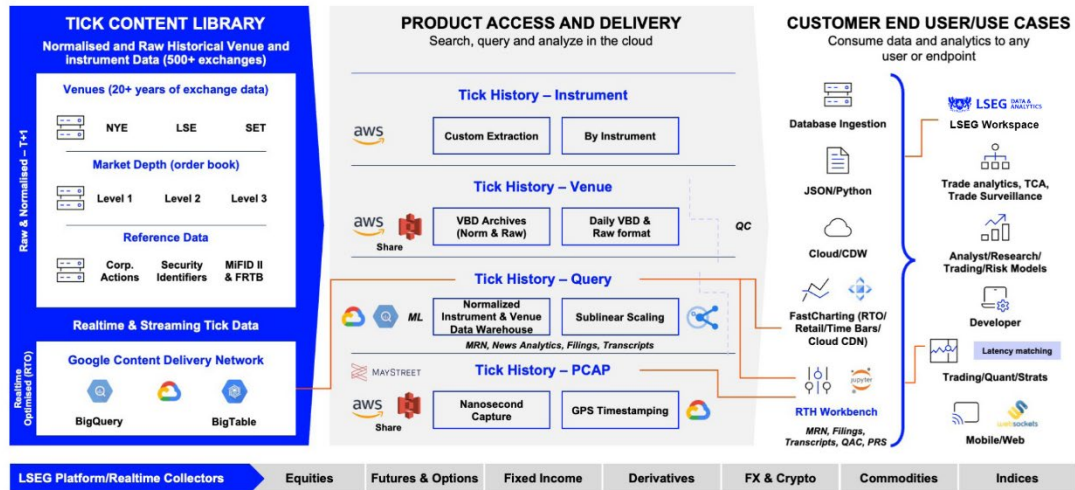 TICK CONTENT LIBRARY
Normalised and Raw Historical Venue and
instrument Data (500+ exchanges)
Raw & Normalised – T+1
Venues (20+ years of exchange data)
NYE LSE SET
Market Depth (order book)
Level 1 Level 2 Level 3
Reference Data
Corp. Actions
Security Identifiers
MiFID II & FRTB
Realtime & Streaming Tick Data
Realtime
Optimised (RTO)
Google Content Delivery Network
BigQuery BigTable
PRODUCT ACCESS AND DELIVERY
Search, query and analyze in the cloud
Tick History – Instrument
aws
Custom Extraction
By Instrument
Tick History – Venue
aws
Share
VBD Archives
(Norm & Raw)
Daily VBD &
Raw format
QC
Tick History – Query
ML
Normalized
Instrument & Venue
Data Warehouse
Sublinear Scaling
MRN, News Analytics, Filings, Transcripts
MAYSTREET
Tick History – PCAP
aws
Share
Nanosecond
Capture
GPS Timestamping
CUSTOMER END USER/USE CASES
Consume data and analytics to any
user or endpoint
Database Ingestion
JSON/Python
Cloud/CDW
FastCharting (RTO/
Retail/Time Bars/
Cloud CDN)
jupyter
RTH Workbench
MRN, Filings,
Transcripts, QAC, PRS
LSEG DATA &
ANALYTICS
LSEG Workspace
Trade analytics, TCA,
Trade Surveillance
Analyst/Research/
Trading/Risk Models
Developer
Latency matching
Trading/Quant/Strats
websockets
Mobile/Web
LSEG Platform/Realtime Collectors
Equities
Futures & Options
Fixed Income
Derivatives
FX & Crypto
Commodities
Indices